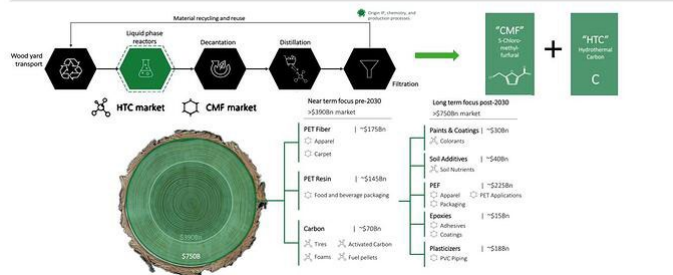 Material recycling and reuse
Origin IP, chemistry, and
production processes
Liquid phase
reactors
Decantation
Distillation
Wood yard
transport
Filtration
"CMF"
5-Chloro-
methyl-
furfural
+
"HTC"
Hydrothermal
Carbon
C
HTC market
CMF market
Near term focus pre-2030
>$390Bn market
PET Fiber | ~$175Bn
Apparel
Carpet
PET Resin | ~$145Bn
Food and beverage packaging
Carbon | ~$70Bn
Tires
Activated Carbon
Foams
Fuel pellets
Long term focus post-2030
>$750Bn market
Paints & Coatings | ~$30Bn
Colorants
Soil Additives | ~$40Bn
Soil Nutrients
PEF | ~$225Bn
Apparel
PET Applications
Packaging
Epoxies | ~$15Bn
Adhesives
Coatings
Plasticizers | ~$18Bn
PVC Piping
$390Bn
$750B